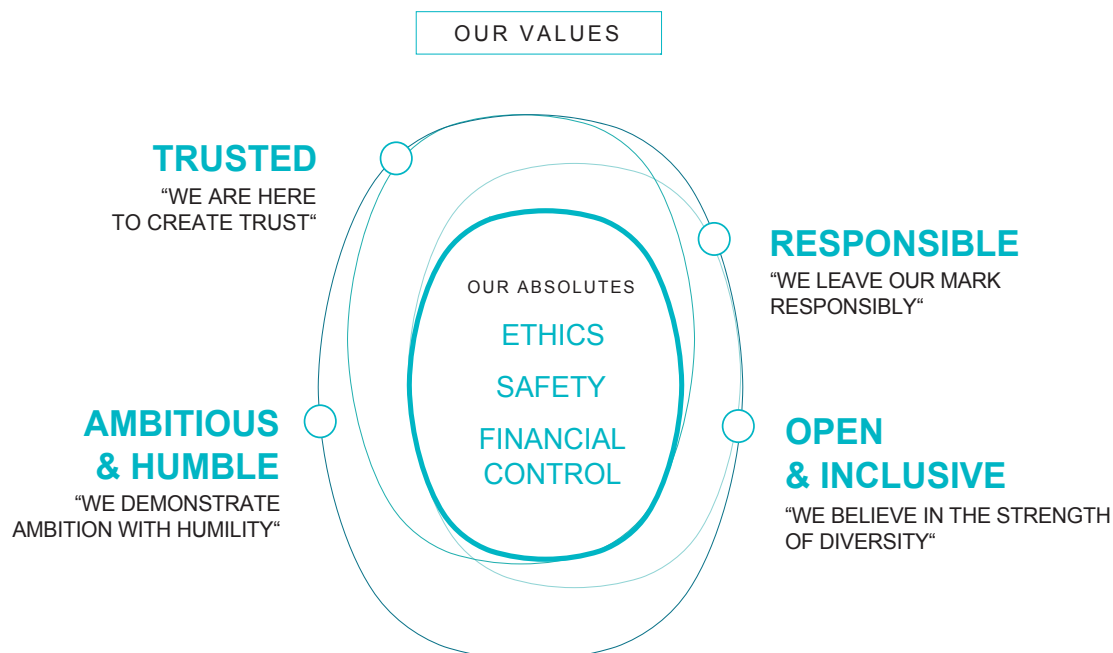 OUR VALUES
TRUSTED
“WE ARE HERE
TO CREATE TRUST“
RESPONSIBLE
“WE LEAVE OUR MARK
RESPONSIBLY“
OUR ABSOLUTES
ETHICS
SAFETY
FINANCIAL
CONTROL
AMBITIOUS
& HUMBLE
“WE DEMONSTRATE
AMBITION WITH HUMILITY“
OPEN
& INCLUSIVE
“WE BELIEVE IN THE STRENGTH
OF DIVERSITY“